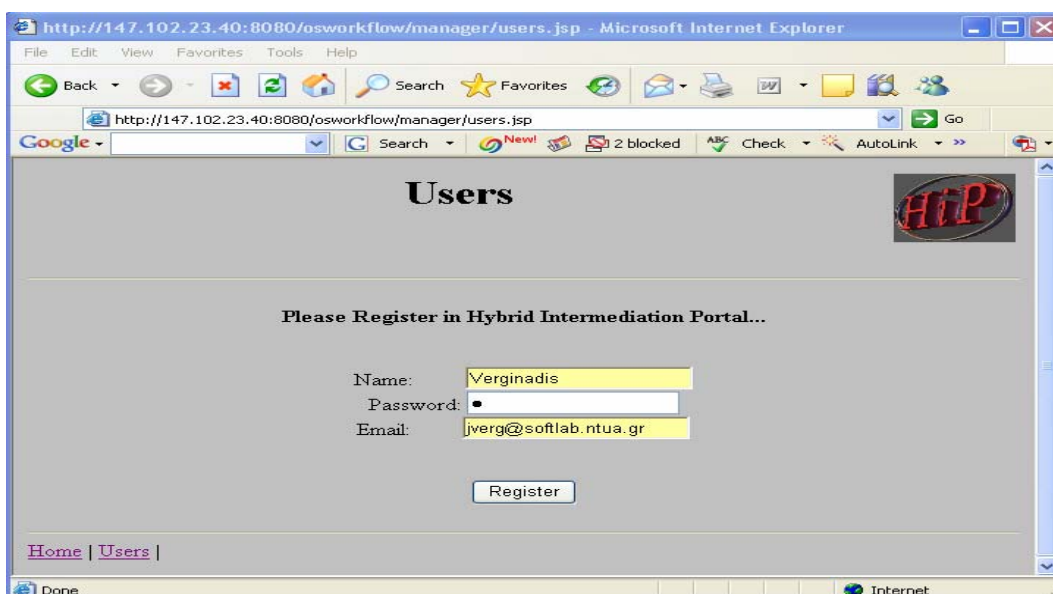 http://147.102.23.40:8080/osworkflow/manager/users.jsp - Microsoft Internet Explorer
File Edit View Favorites Tools Help
Back Search Favorites
http://147.102.23.40:8080/osworkflow/manager/users.jsp Go
Google Search New! 2 blocked ABC Check AutoLink »
Users
HiP
Please Register in Hybrid Intermediation Portal...
Name: Verginadis
Password: ●
Email: jverg@softlab.ntua.gr
Register
Home | Users |
Done Internet